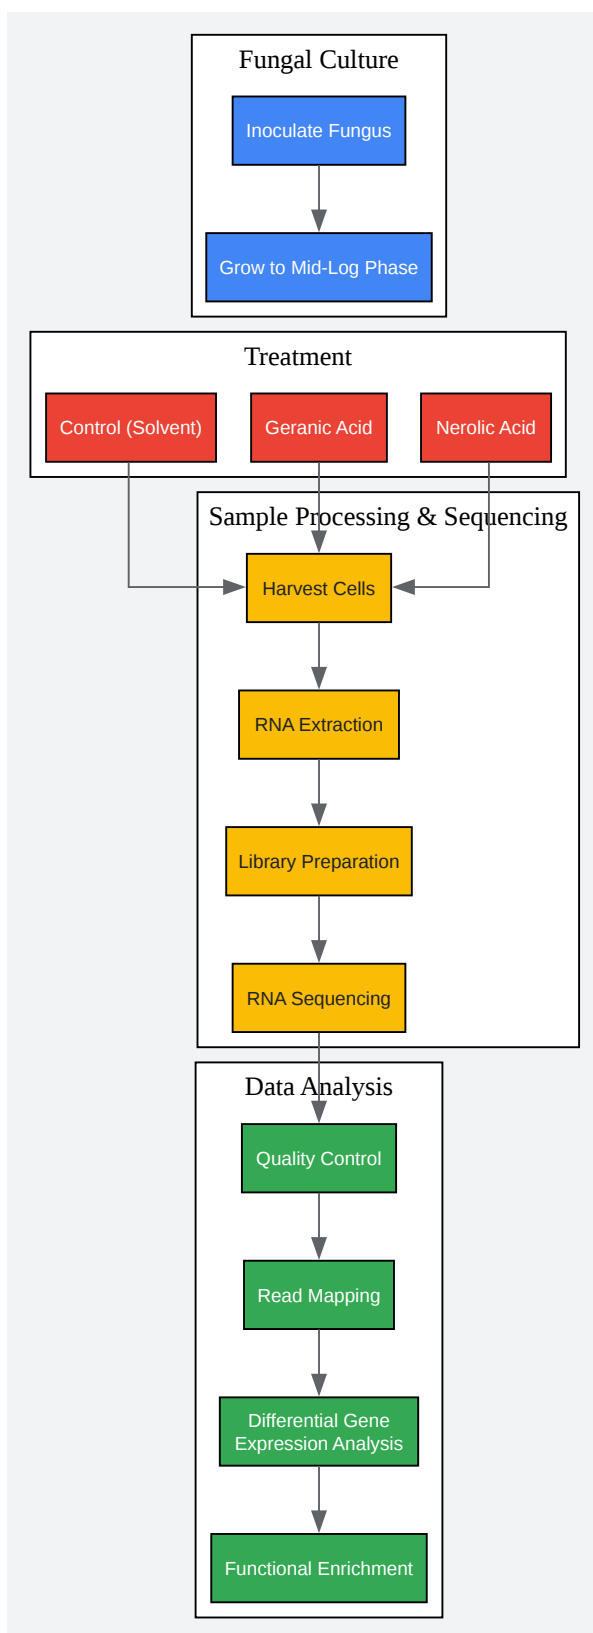 Fungal Culture
Inoculate Fungus
Grow to Mid-Log Phase
Treatment
Control (Solvent)
Geranic Acid
Nerolic Acid
Sample Processing & Sequencing
Harvest Cells
RNA Extraction
Library Preparation
RNA Sequencing
Data Analysis
Quality Control
Read Mapping
Differential Gene
Expression Analysis
Functional Enrichment